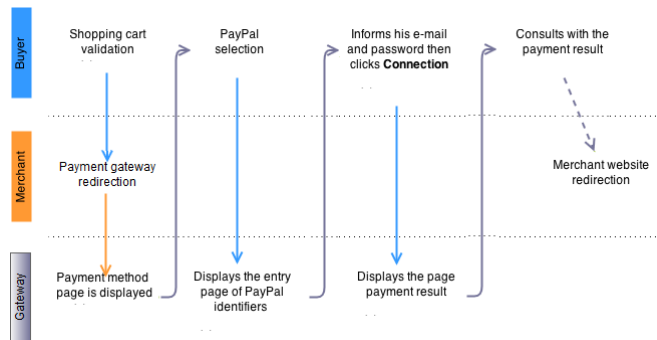 Buyer
Shopping cart
validation
PayPal
selection
Informs his e-mail
and password then
clicks Connection
Consults with the
payment result
Merchant
Payment gateway
redirection
Merchant website
redirection
Gateway
Payment method
page is displayed
Displays the entry
page of PayPal
identifiers
Displays the page
payment result